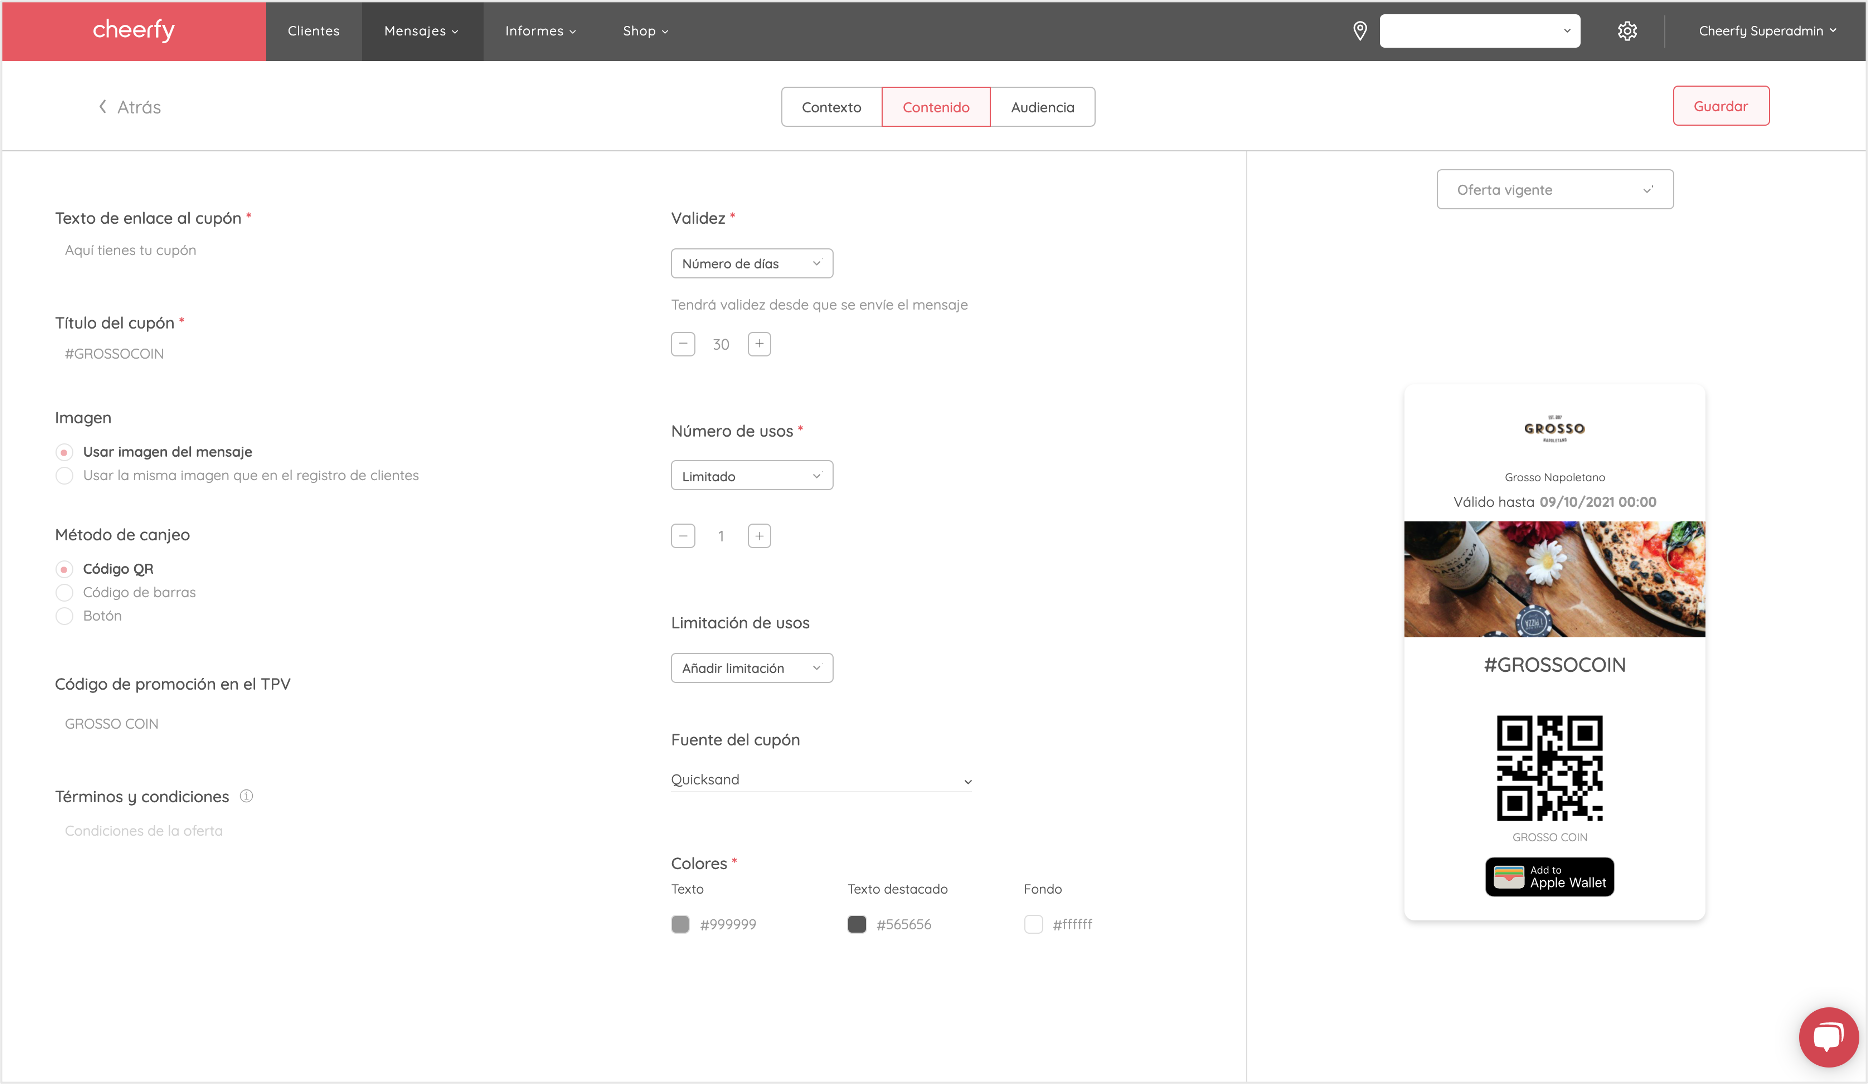 cheerfy
Clientes
Mensajes
Informes
Shop
Cheerfy Superadmin
Atrás
Contexto
Contenido
Audiencia
Guardar
Texto de enlace al cupón *
Aquí tienes tu cupón
Título del cupón *
#GROSSOCOIN
Imagen
Usar imagen del mensaje
Usar la misma imagen que en el registro de clientes
Método de canjeo
Código QR
Código de barras
Botón
Código de promoción en el TPV
GROSSO COIN
Términos y condiciones
Condiciones de la oferta
Validez *
Número de días
Tendrá validez desde que se envíe el mensaje
− 30 +
Número de usos *
Limitado
− 1 +
Limitación de usos
Añadir limitación
Fuente del cupón
Quicksand
Colores *
Texto
Texto destacado
Fondo
#999999
#565656
#ffffff
Oferta vigente
GROSSO
NAPOLETANO
Grosso Napoletano
Válido hasta 09/10/2021 00:00
#GROSSOCOIN
GROSSO COIN
Add to
Apple Wallet